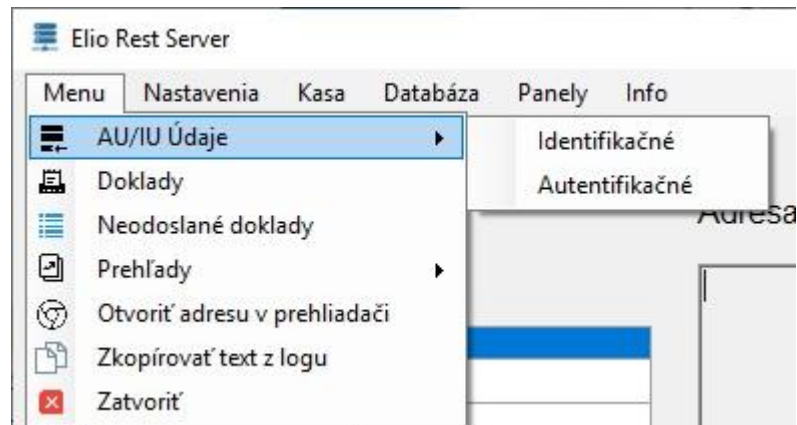 Elio Rest Server
Menu Nastavenia Kasa Databáza Panely Info
AU/IU Údaje
Identifikačné
Doklady
Autentifikačné
Neodoslané doklady
Prehľady
Otvoriť adresu v prehliadači
Zkopírovať text z logu
Zatvoriť